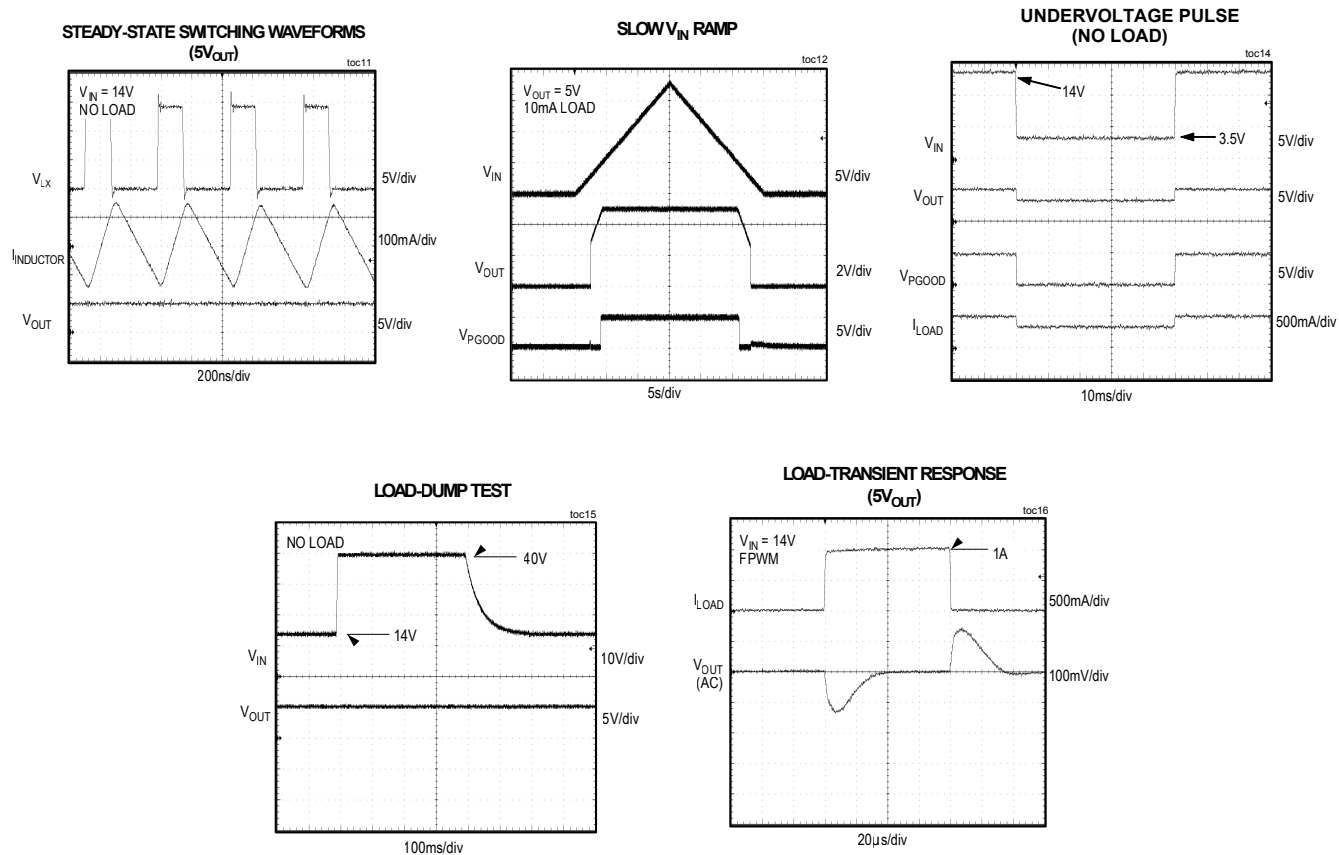 STEADY-STATE SWITCHING WAVEFORMS
(5VOUT)
toc11
VIN = 14V
NO LOAD
VLX
5V/div
IINDUCTOR
100mA/div
VOUT
5V/div
200ns/div
SLOW VIN RAMP
toc12
VOUT = 5V
10mA LOAD
VIN
5V/div
VOUT
2V/div
VPGOOD
5V/div
5s/div
UNDERVOLTAGE PULSE
(NO LOAD)
toc14
14V
3.5V
VIN
5V/div
VOUT
5V/div
VPGOOD
5V/div
ILOAD
500mA/div
10ms/div
LOAD-DUMP TEST
toc15
NO LOAD
40V
14V
VIN
10V/div
VOUT
5V/div
100ms/div
LOAD-TRANSIENT RESPONSE
(5VOUT)
toc16
VIN = 14V
FPWM
1A
ILOAD
500mA/div
VOUT
(AC)
100mV/div
20µs/div